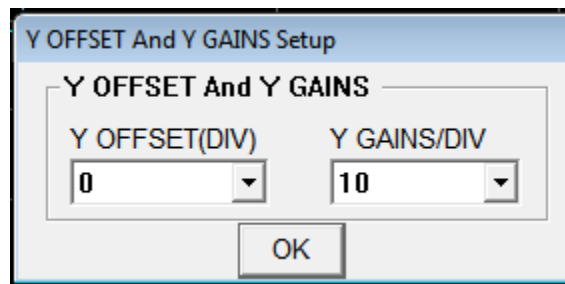 Y OFFSET And Y GAINS Setup
Y OFFSET And Y GAINS
Y OFFSET(DIV) Y GAINS/DIV
0 10
OK